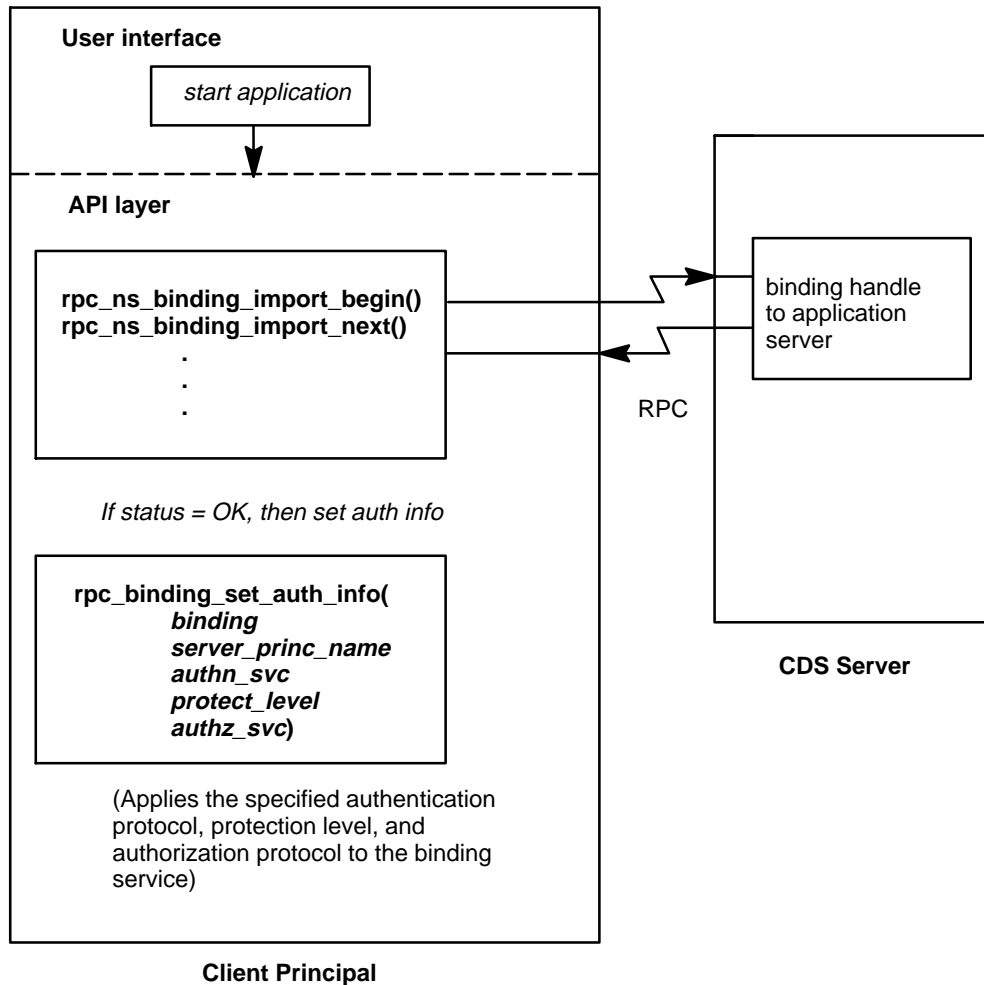 User interface
start application
API layer
rpc_ns_binding_import_begin()
rpc_ns_binding_import_next()
.
.
.
binding handle
to application
server
RPC
If status = OK, then set auth info
rpc_binding_set_auth_info(
binding
server_princ_name
authn_svc
protect_level
authz_svc)
CDS Server
(Applies the specified authentication
protocol, protection level, and
authorization protocol to the binding
service)
Client Principal